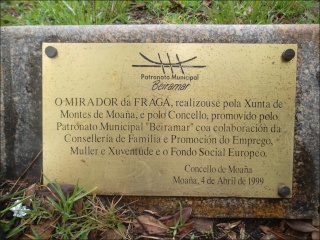 Patrónato Municipal
Beiramar
O MIRADOR da FRAGA, realizouse pola Xunta de
Montes de Moaña, e polo Concello, promovido polo
Patrónato Municipal "Beiramar" coa colaboración da
Consellería de Familia e Promoción do Emprego,
Muller e Xuventude e o Fondo Social Europeo.
Concello de Moaña
Moaña, 4 de Abril de 1999